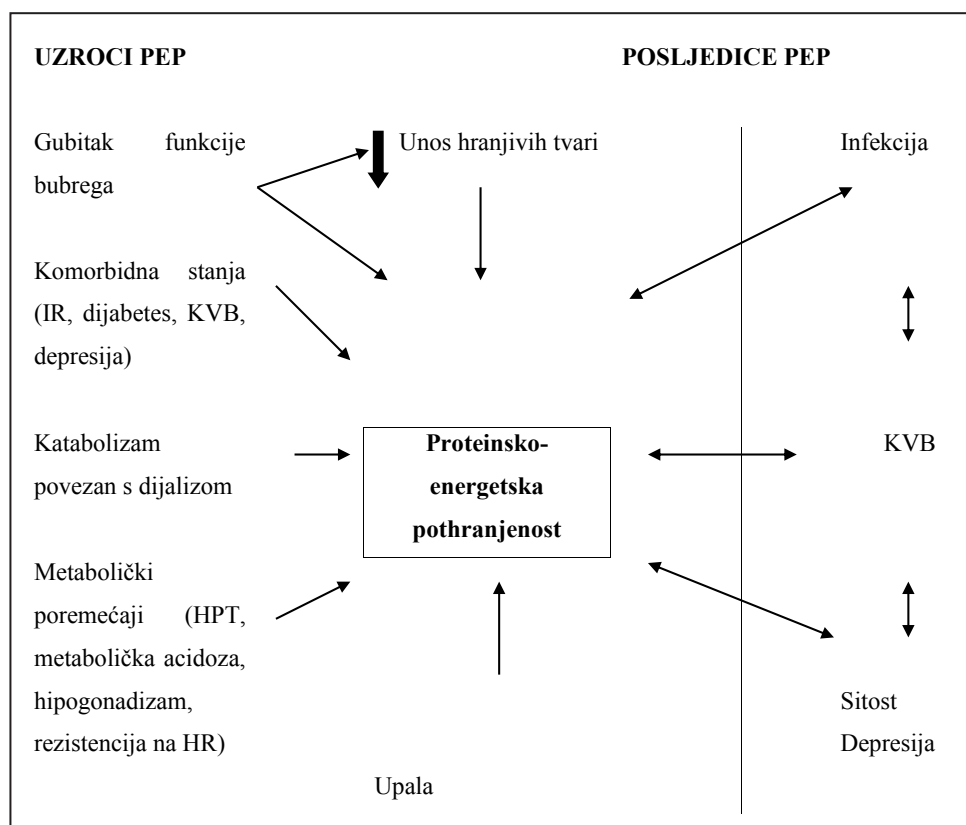 UZROCI PEP
POSLJEDICE PEP
Gubitak funkcije
bubrega
Unos hranjivih tvari
Infekcija
Komorbidna stanja
(IR, dijabetes, KVB,
depresija)
Katabolizam
povezan s dijalizom
Proteinsko-
energetska
pothranjenost
KVB
Metabolički
poremećaji (HPT,
metabolička acidoza,
hipogonadizam,
rezistencija na HR)
Sitost
Depresija
Upala